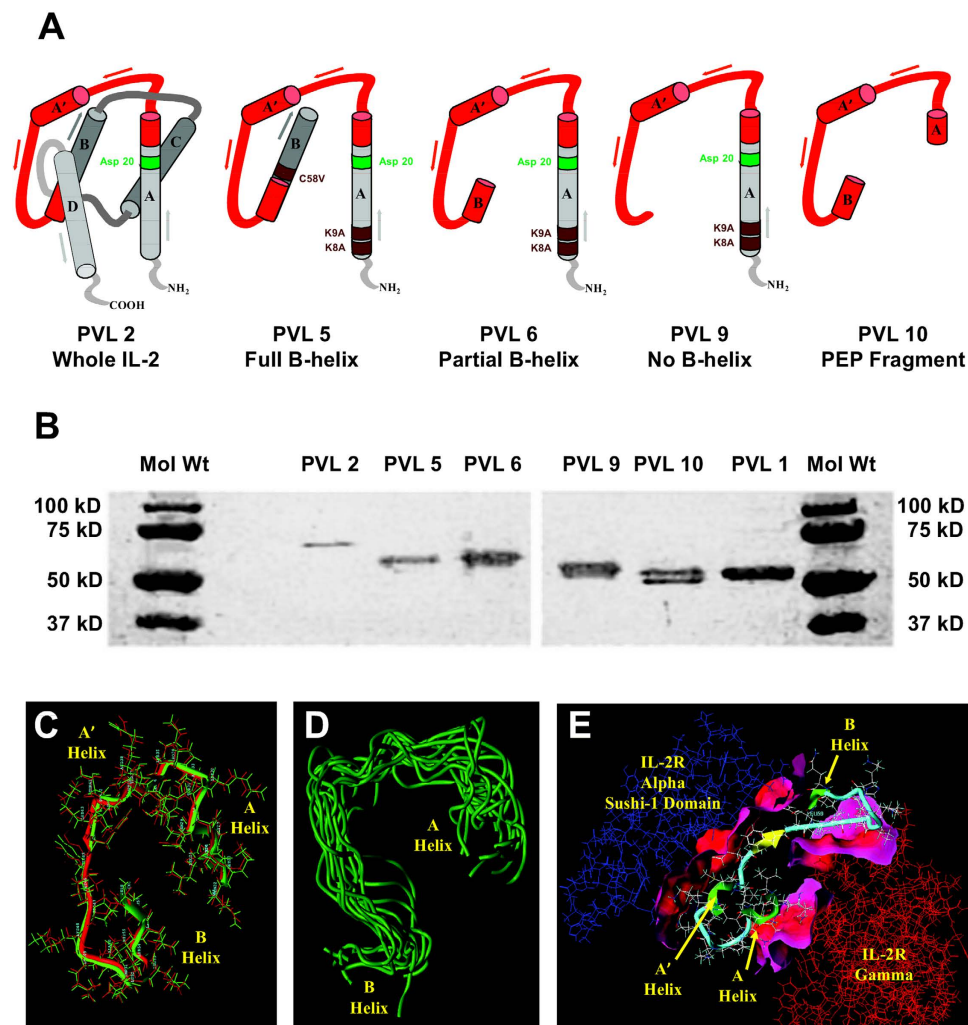 A
A'
B
C
D
A
Asp 20
NH2
COOH
PVL 2
Whole IL-2
A'
B
C58V
Asp 20
A
K9A
K8A
NH2
PVL 5
Full B-helix
A'
B
Asp 20
A
K9A
K8A
NH2
PVL 6
Partial B-helix
A'
Asp 20
A
K9A
K8A
NH2
PVL 9
No B-helix
A'
A
B
PVL 10
PEP Fragment
B
Mol Wt PVL 2 PVL 5 PVL 6 PVL 9 PVL 10 PVL 1 Mol Wt
100 kD
75 kD
50 kD
37 kD
100 kD
75 kD
50 kD
37 kD
C
A'
Helix
A
Helix
B
Helix
D
A
Helix
B
Helix
E
B
Helix
IL-2R
Alpha
Sushi-1 Domain
A'
Helix
A
Helix
IL-2R
Gamma